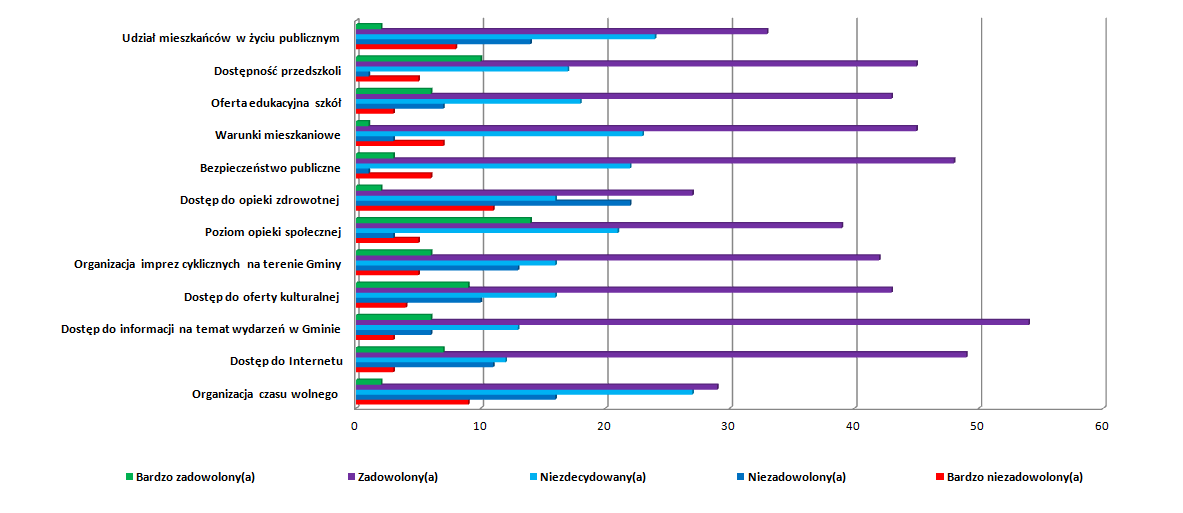 Udział mieszkańców w życiu publicznym
Dostępność przedszkoli
Oferta edukacyjna szkół
Warunki mieszkaniowe
Bezpieczeństwo publiczne
Dostęp do opieki zdrowotnej
Poziom opieki społecznej
Organizacja imprez cyklicznych na terenie Gminy
Dostęp do oferty kulturalnej
Dostęp do informacji na temat wydarzeń w Gminie
Dostęp do Internetu
Organizacja czasu wolnego
0 10 20 30 40 50 60
Bardzo zadowolony(a) Zadowolony(a) Niezdecydowany(a) Niezadowolony(a) Bardzo niezadowolony(a)